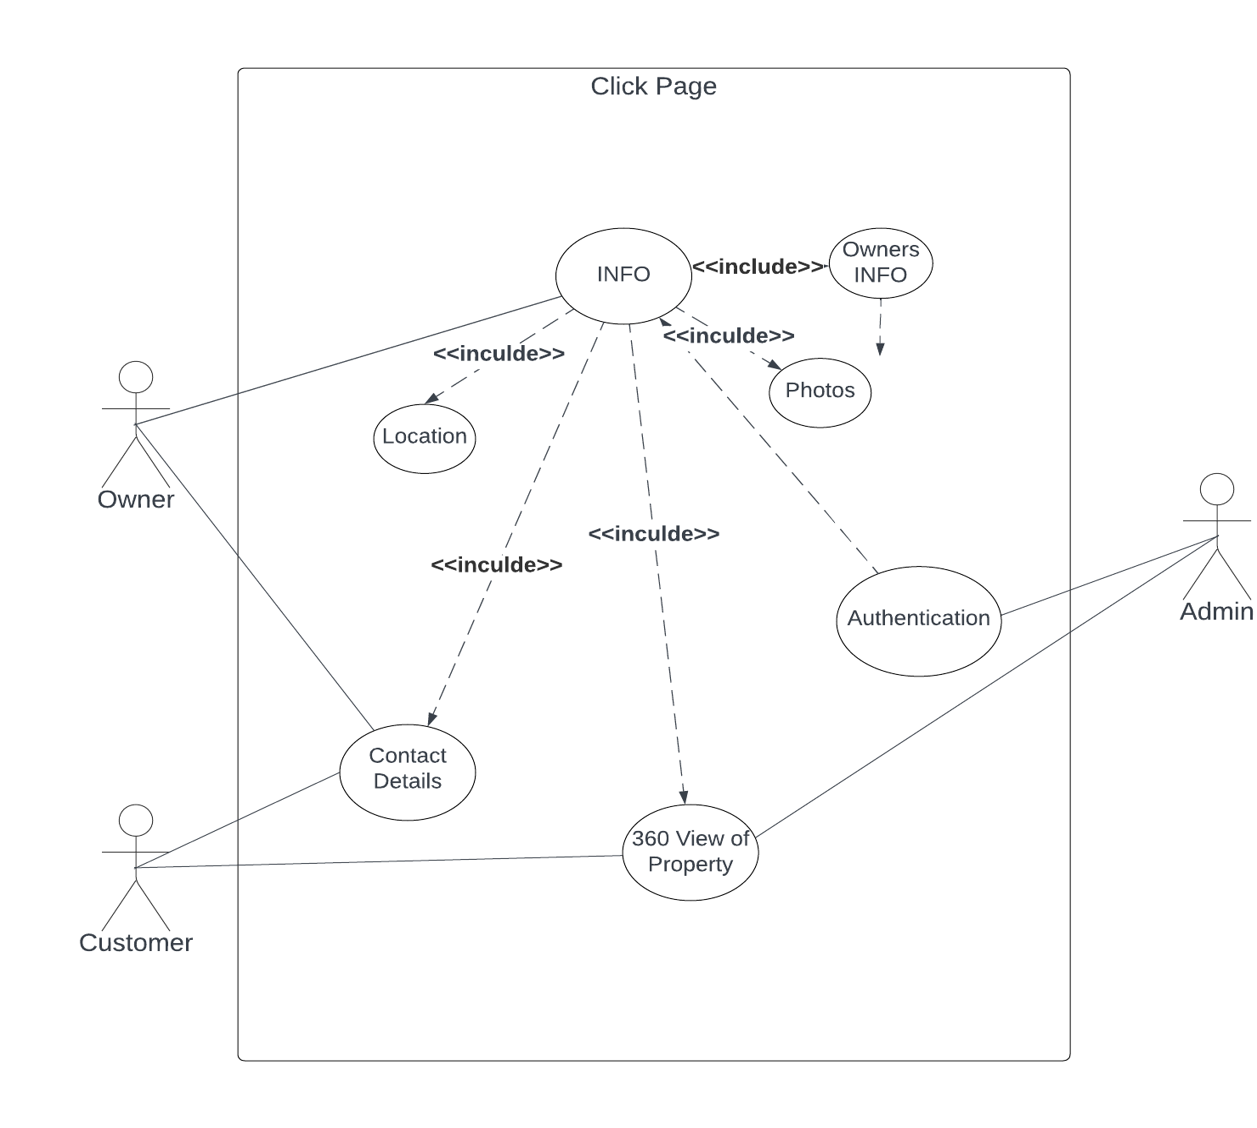 Click Page
Owners
INFO
INFO
<<include>>
<<inculde>>
<<inculde>>
Photos
Location
Owner
<<inculde>>
<<inculde>>
Authentication
Admin
Contact
Details
360 View of
Property
Customer